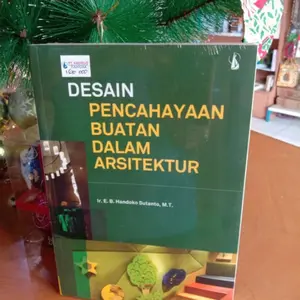 DESAIN
PENCAHAYAAN
BUATAN
DALAM
ARSITEKTUR
Ir. E. B. Handoko Sutanto, M.T.